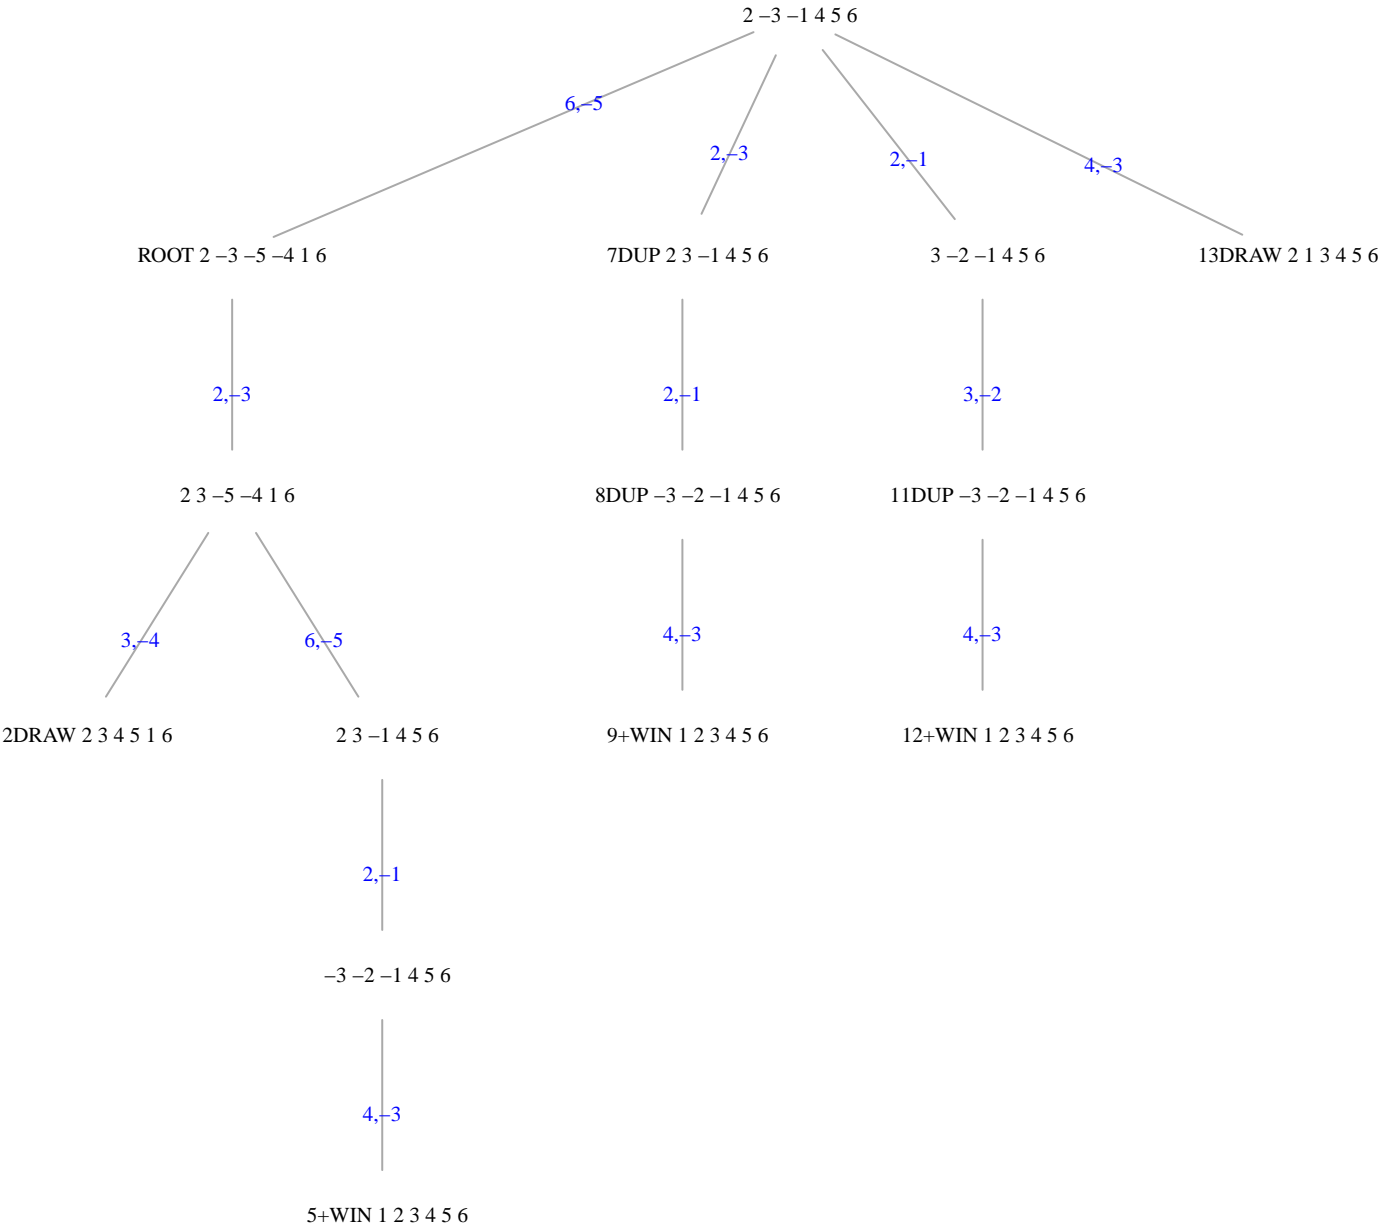 2 –3 –1 4 5 6
6,–5
2,–3
2,–1
4,–3
ROOT 2 –3 –5 –4 1 6
7DUP 2 3 –1 4 5 6
3 –2 –1 4 5 6
13DRAW 2 1 3 4 5 6
2,–3
2,–1
3,–2
2 3 –5 –4 1 6
8DUP –3 –2 –1 4 5 6
11DUP –3 –2 –1 4 5 6
3,–4
6,–5
4,–3
4,–3
2DRAW 2 3 4 5 1 6
2 3 –1 4 5 6
9+WIN 1 2 3 4 5 6
12+WIN 1 2 3 4 5 6
2,–1
–3 –2 –1 4 5 6
4,–3
5+WIN 1 2 3 4 5 6